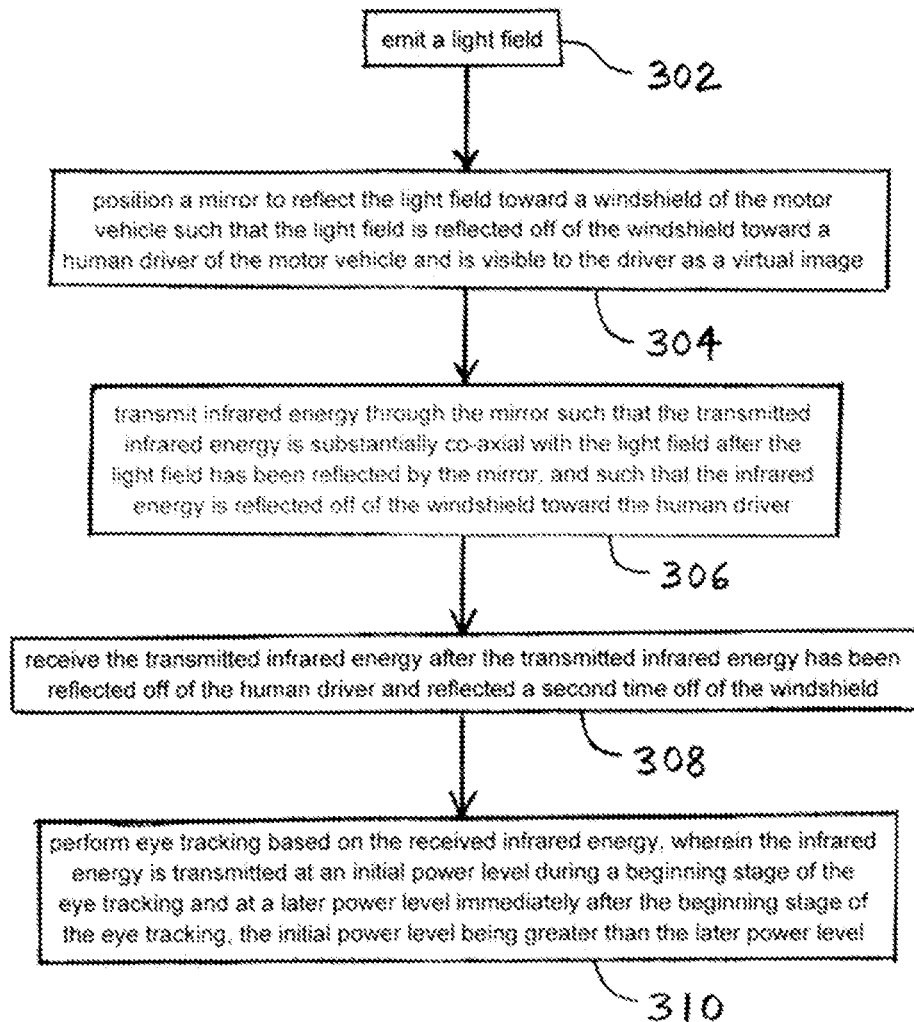 emit a light field
302
position a mirror to reflect the light field toward a windshield of the motor
vehicle such that the light field is reflected off of the windshield toward a
human driver of the motor vehicle and is visible to the driver as a virtual image
304
transmit infrared energy through the mirror such that the transmitted
infrared energy is substantially co-axial with the light field after the
light field has been reflected by the mirror, and such that the infrared
energy is reflected off of the windshield toward the human driver
306
receive the transmitted infrared energy after the transmitted infrared energy has been
reflected off of the human driver and reflected a second time off of the windshield
308
perform eye tracking based on the received infrared energy, wherein the infrared
energy is transmitted at an initial power level during a beginning stage of the
eye tracking and at a later power level immediately after the beginning stage of
the eye tracking, the initial power level being greater than the later power level
310